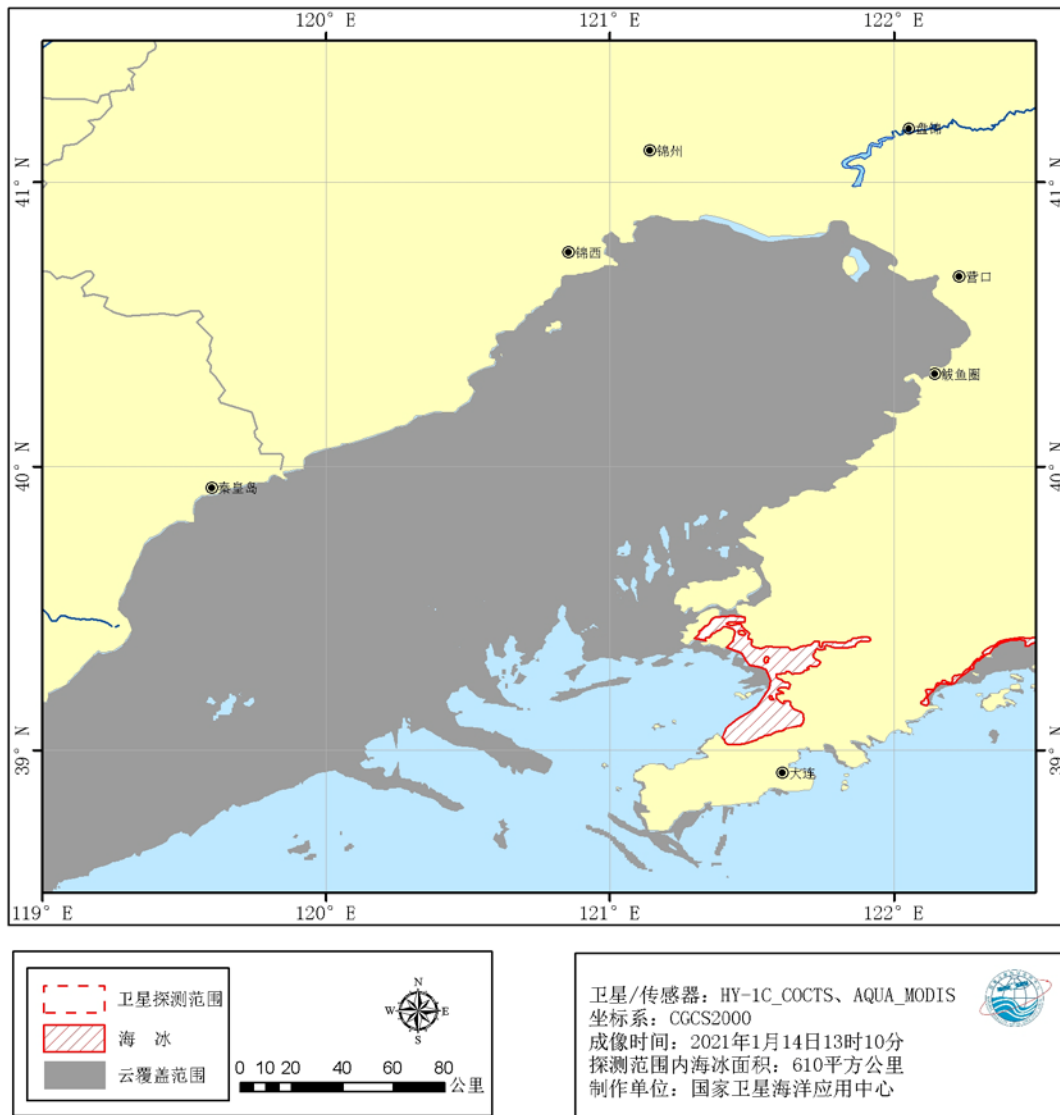 120° E
121° E
122° E
盘锦
锦州
41° N
41° N
锦西
营口
鲅鱼圈
40° N
40° N
秦皇岛
39° N
39° N
大连
119° E
120° E
121° E
122° E
卫星探测范围
海 冰
云覆盖范围
N
W
E
S
0 10 20 40 60 80
公里
卫星/传感器：HY-1C_COCTS、AQUA_MODIS
坐标系：CGCS2000
成像时间：2021年1月14日13时10分
探测范围内海冰面积：610平方公里
制作单位：国家卫星海洋应用中心